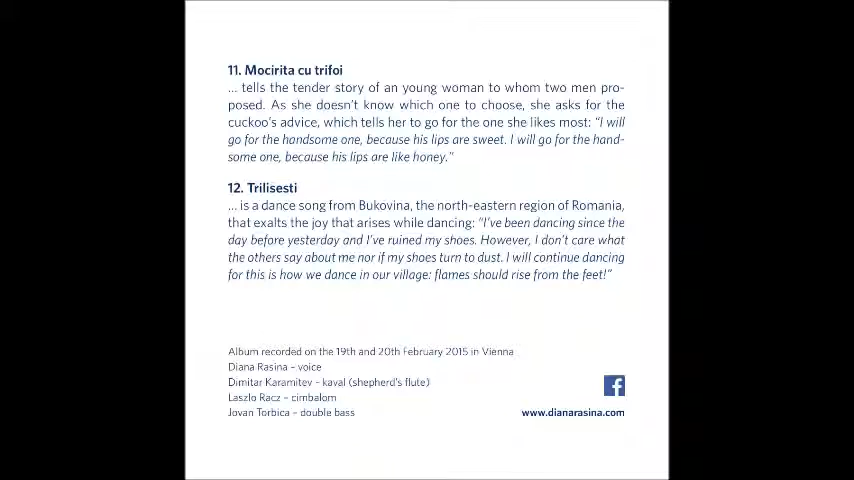 11. Mocirita cu trifoi
... tells the tender story of an young woman to whom two men pro-
posed. As she doesn't know which one to choose, she asks for the
cuckoo's advice, which tells her to go for the one she likes most: "I will
go for the handsome one, because his lips are sweet. I will go for the hand-
some one, because his lips are like honey."
12. Trilisesti
... is a dance song from Bukovina, the north-eastern region of Romania,
that exalts the joy that arises while dancing: "I've been dancing since the
day before yesterday and I've ruined my shoes. However, I don't care what
the others say about me nor if my shoes turn to dust. I will continue dancing
for this is how we dance in our village: flames should rise from the feet!"
Album recorded on the 19th and 20th February 2015 in Vienna
Diana Rasina – voice
Dimitar Karamitev – kaval (shepherd's flute)
Laszlo Racz – cimbalom
Jovan Torbica – double bass
f
www.dianarasina.com